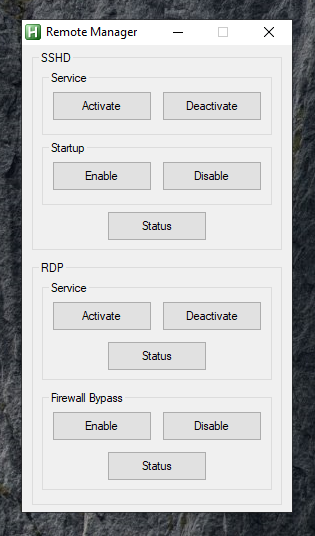 Remote Manager
SSHD
Service
Activate Deactivate
Startup
Enable Disable
Status
RDP
Service
Activate Deactivate
Status
Firewall Bypass
Enable Disable
Status